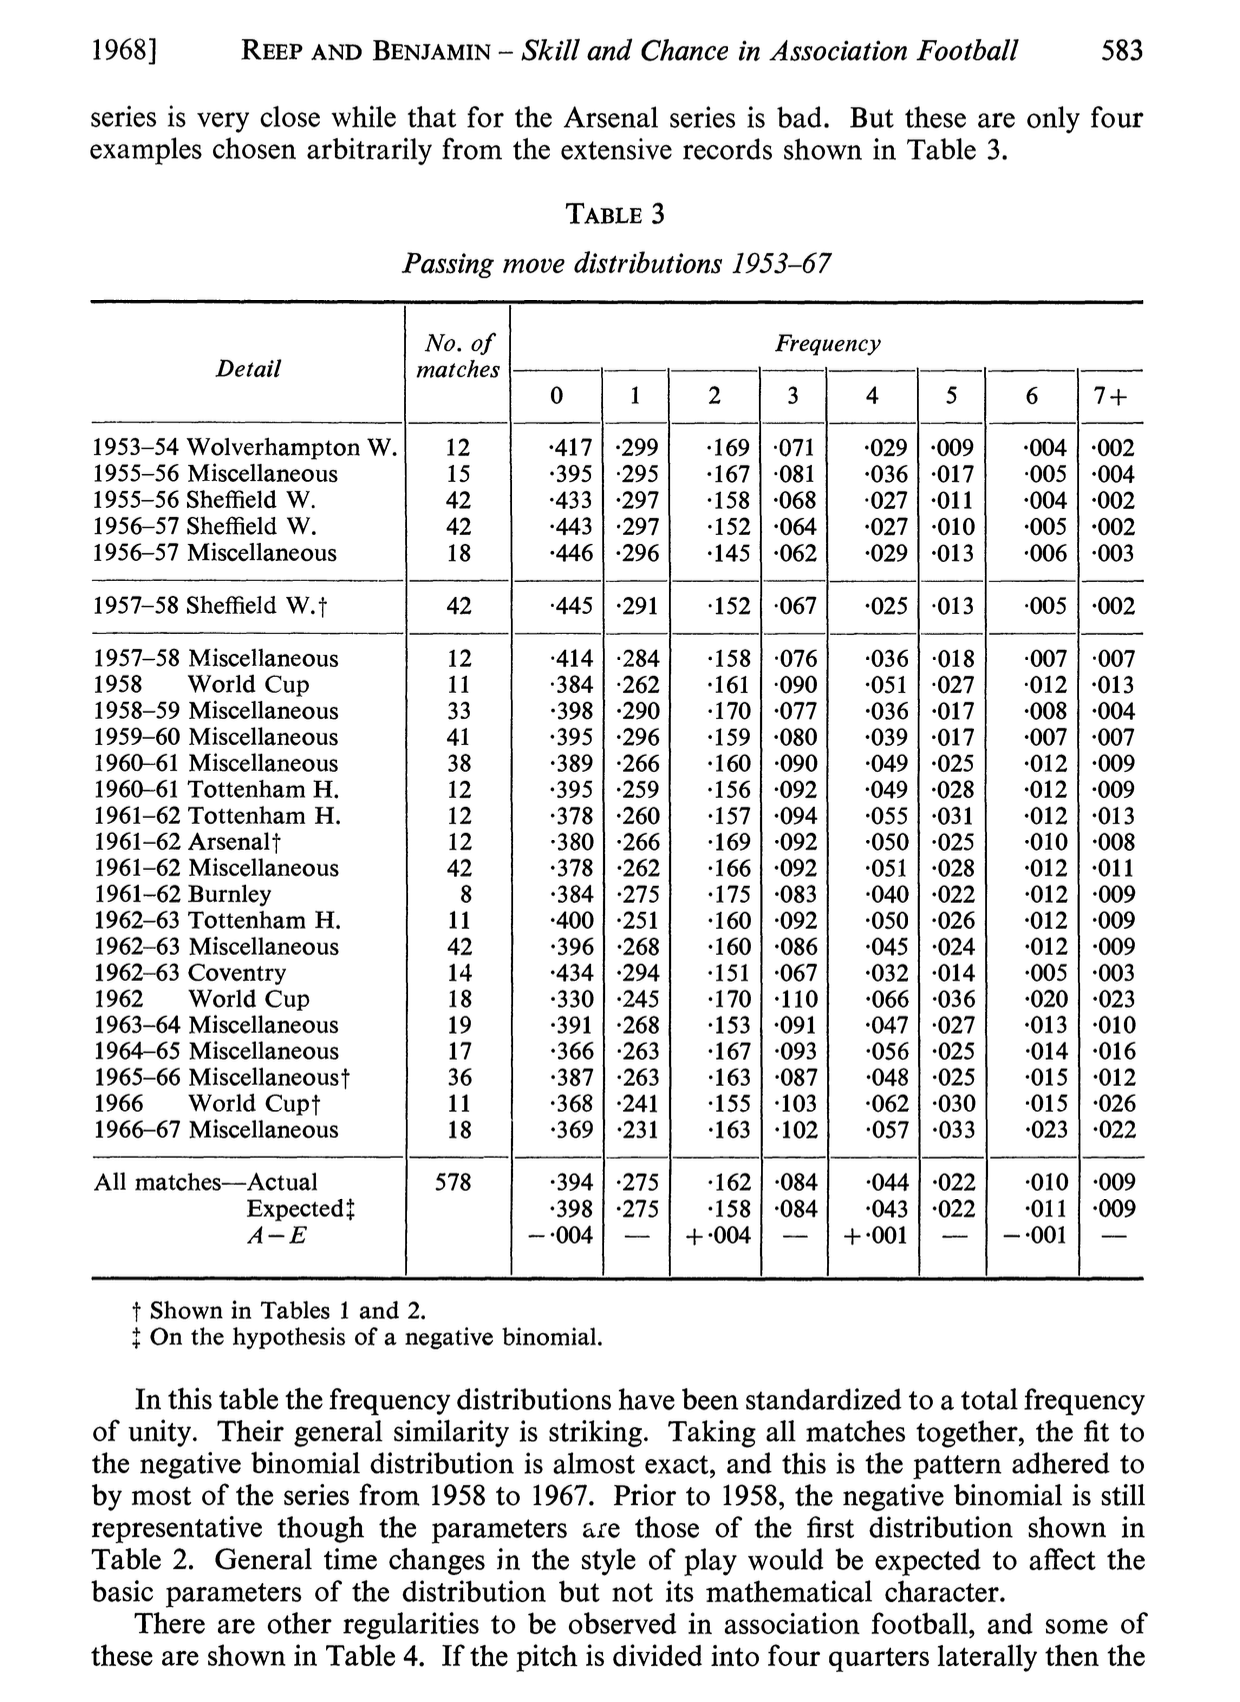 1968] REEP AND BENJAMIN – Skill and Chance in Association Football 583
series is very close while that for the Arsenal series is bad. But these are only four
examples chosen arbitrarily from the extensive records shown in Table 3.
TABLE 3
Passing move distributions 1953–67
Detail No. of matches Frequency
0 1 2 3 4 5 6 7+
1953–54 Wolverhampton W. 12 ·417 ·299 ·169 ·071 ·029 ·009 ·004 ·002
1955–56 Miscellaneous 15 ·395 ·295 ·167 ·081 ·036 ·017 ·005 ·004
1955–56 Sheffield W. 42 ·433 ·297 ·158 ·068 ·027 ·011 ·004 ·002
1956–57 Sheffield W. 42 ·443 ·297 ·152 ·064 ·027 ·010 ·005 ·002
1956–57 Miscellaneous 18 ·446 ·296 ·145 ·062 ·029 ·013 ·006 ·003
1957–58 Sheffield W.† 42 ·445 ·291 ·152 ·067 ·025 ·013 ·005 ·002
1957–58 Miscellaneous 12 ·414 ·284 ·158 ·076 ·036 ·018 ·007 ·007
1958 World Cup 11 ·384 ·262 ·161 ·090 ·051 ·027 ·012 ·013
1958–59 Miscellaneous 33 ·398 ·290 ·170 ·077 ·036 ·017 ·008 ·004
1959–60 Miscellaneous 41 ·395 ·296 ·159 ·080 ·039 ·017 ·007 ·007
1960–61 Miscellaneous 38 ·389 ·266 ·160 ·090 ·049 ·025 ·012 ·009
1960–61 Tottenham H. 12 ·395 ·259 ·156 ·092 ·049 ·028 ·012 ·009
1961–62 Tottenham H. 12 ·378 ·260 ·157 ·094 ·055 ·031 ·012 ·013
1961–62 Arsenal† 12 ·380 ·266 ·169 ·092 ·050 ·025 ·010 ·008
1961–62 Miscellaneous 42 ·378 ·262 ·166 ·092 ·051 ·028 ·012 ·011
1961–62 Burnley 8 ·384 ·275 ·175 ·083 ·040 ·022 ·012 ·009
1962–63 Tottenham H. 11 ·400 ·251 ·160 ·092 ·050 ·026 ·012 ·009
1962–63 Miscellaneous 42 ·396 ·268 ·160 ·086 ·045 ·024 ·012 ·009
1962–63 Coventry 14 ·434 ·294 ·151 ·067 ·032 ·014 ·005 ·003
1962 World Cup 18 ·330 ·245 ·170 ·110 ·066 ·036 ·020 ·023
1963–64 Miscellaneous 19 ·391 ·268 ·153 ·091 ·047 ·027 ·013 ·010
1964–65 Miscellaneous 17 ·366 ·263 ·167 ·093 ·056 ·025 ·014 ·016
1965–66 Miscellaneous† 36 ·387 ·263 ·163 ·087 ·048 ·025 ·015 ·012
1966 World Cup† 11 ·368 ·241 ·155 ·103 ·062 ·030 ·015 ·026
1966–67 Miscellaneous 18 ·369 ·231 ·163 ·102 ·057 ·033 ·023 ·022
All matches—Actual 578 ·394 ·275 ·162 ·084 ·044 ·022 ·010 ·009
Expected‡ ·398 ·275 ·158 ·084 ·043 ·022 ·011 ·009
A – E –·004 — +·004 — +·001 — –·001 —
† Shown in Tables 1 and 2.
‡ On the hypothesis of a negative binomial.
In this table the frequency distributions have been standardized to a total frequency
of unity. Their general similarity is striking. Taking all matches together, the fit to
the negative binomial distribution is almost exact, and this is the pattern adhered to
by most of the series from 1958 to 1967. Prior to 1958, the negative binomial is still
representative though the parameters are those of the first distribution shown in
Table 2. General time changes in the style of play would be expected to affect the
basic parameters of the distribution but not its mathematical character.
There are other regularities to be observed in association football, and some of
these are shown in Table 4. If the pitch is divided into four quarters laterally then the